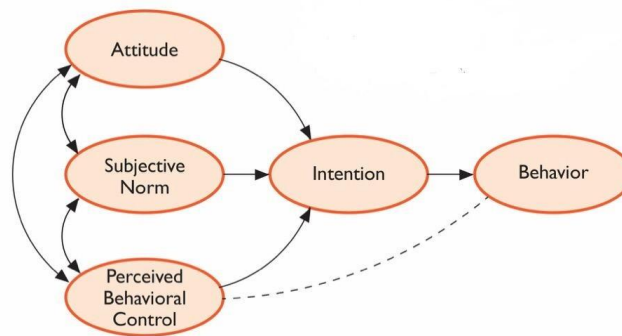 Attitude
Subjective
Norm
Intention
Behavior
Perceived
Behavioral
Control